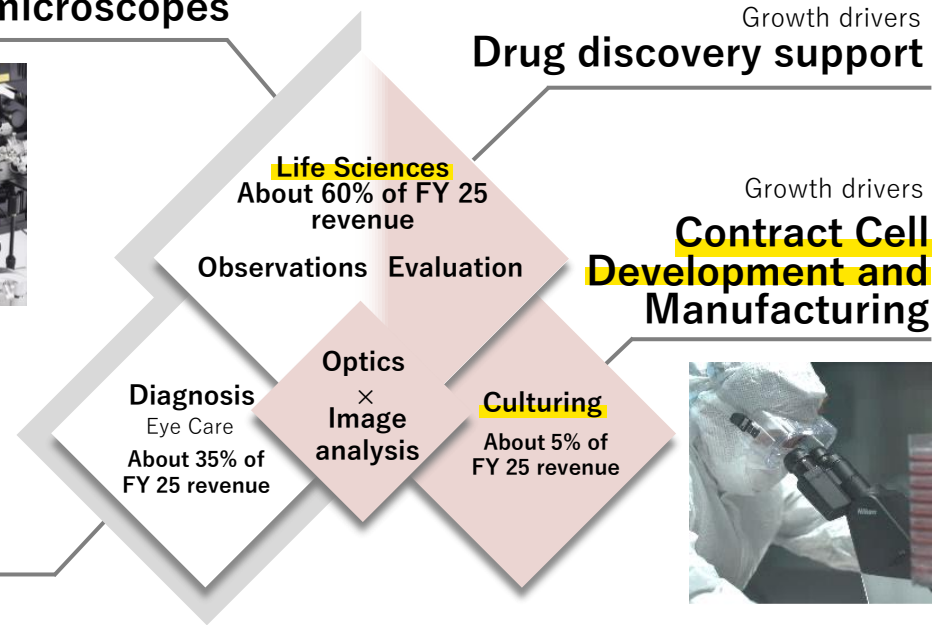 microscopes
Growth drivers
Drug discovery support
Life Sciences
About 60% of FY 25
revenue
Observations Evaluation
Growth drivers
Contract Cell
Development and
Manufacturing
Optics
×
Image
analysis
Diagnosis
Eye Care
About 35% of
FY 25 revenue
Culturing
About 5% of
FY 25 revenue
Nikon